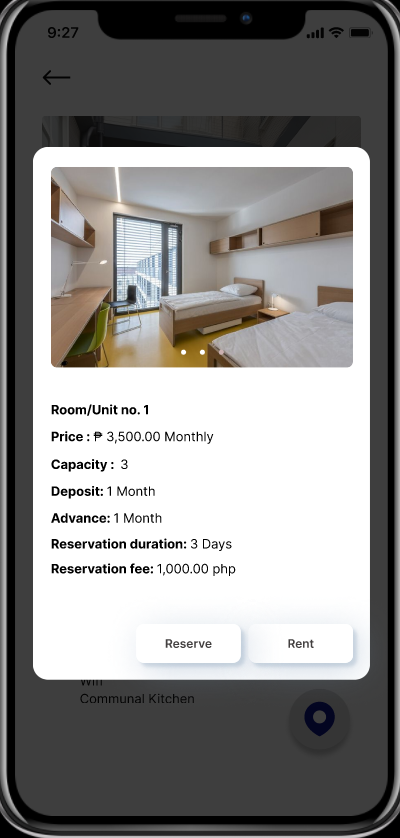 9:27
Room/Unit no. 1
Price : ₱ 3,500.00 Monthly
Capacity : 3
Deposit: 1 Month
Advance: 1 Month
Reservation duration: 3 Days
Reservation fee: 1,000.00 php
Reserve Rent
Wifi
Communal Kitchen